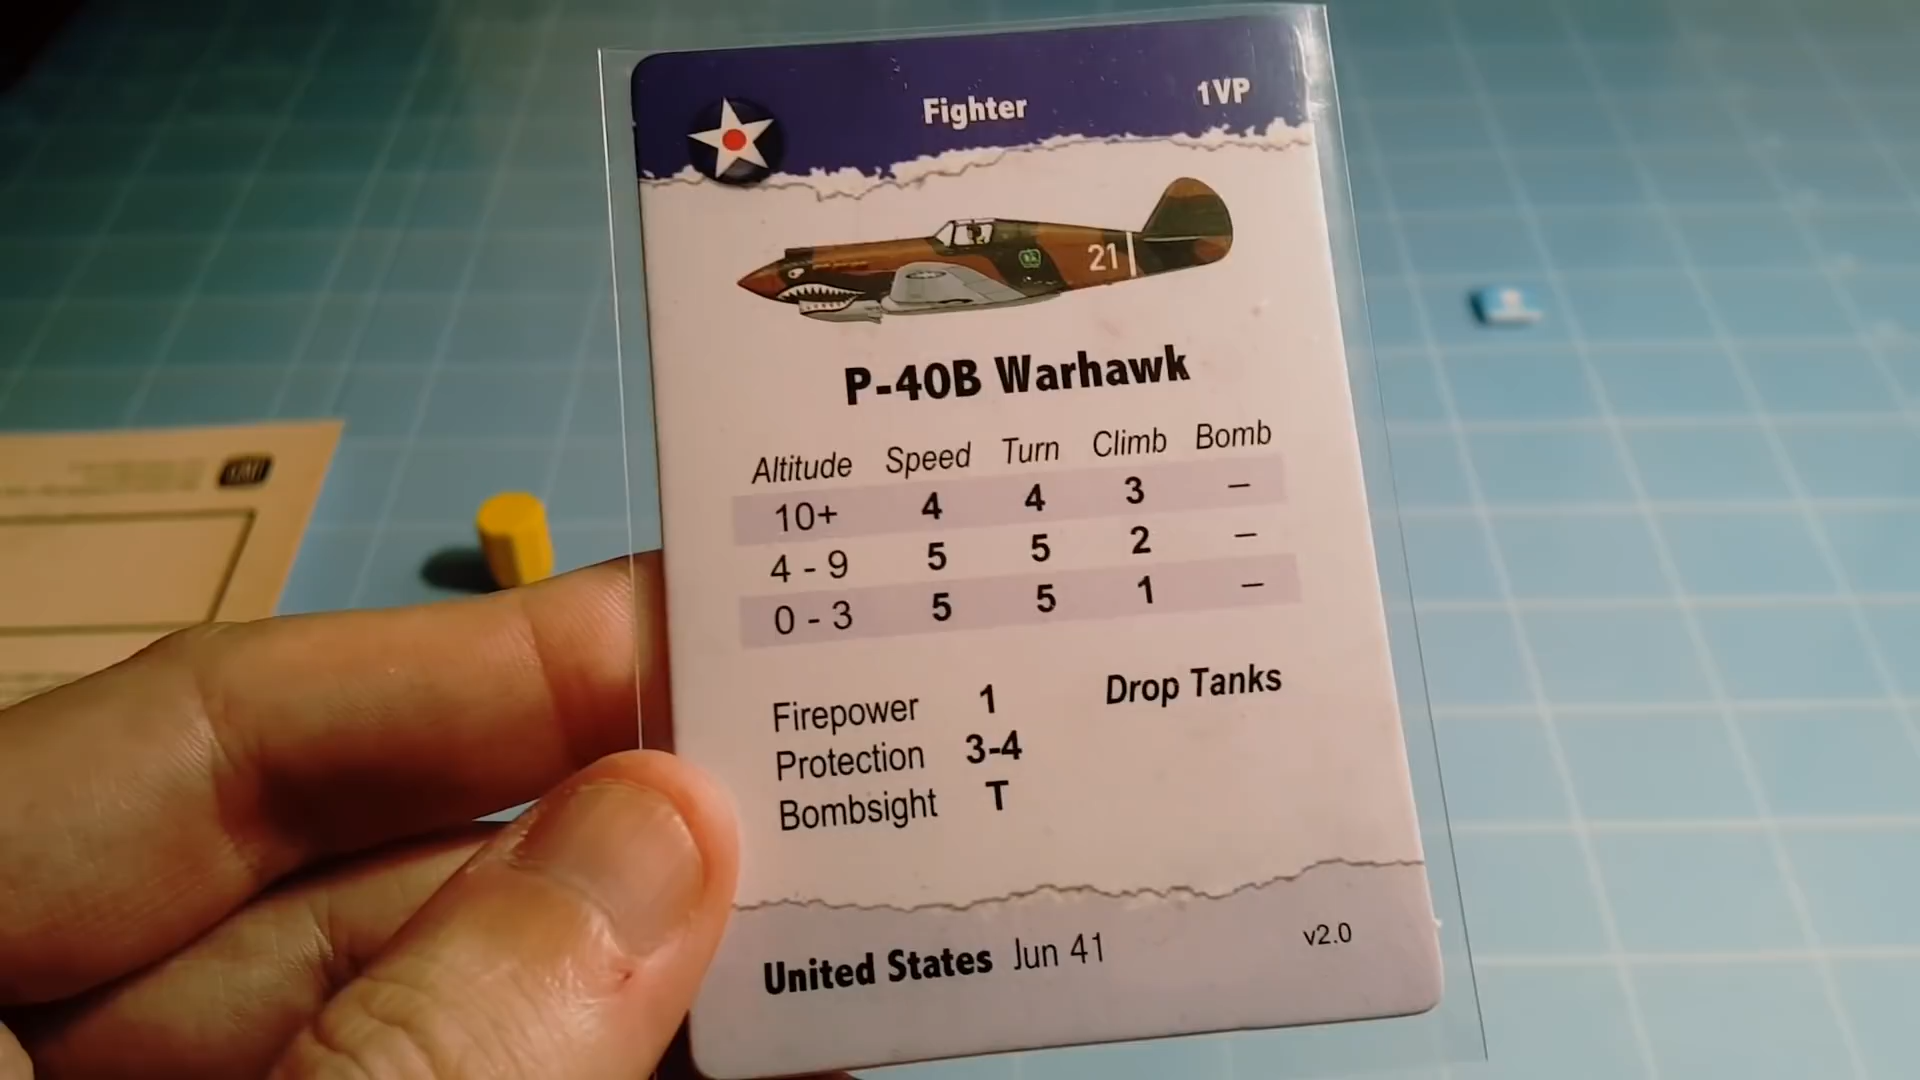 Fighter 1VP
21
P-40B Warhawk
Altitude Speed Turn Climb Bomb
10+ 4 4 3 –
4 - 9 5 5 2 –
0 - 3 5 5 1 –
Firepower 1 Drop Tanks
Protection 3-4
Bombsight T
United States Jun 41 v2.0